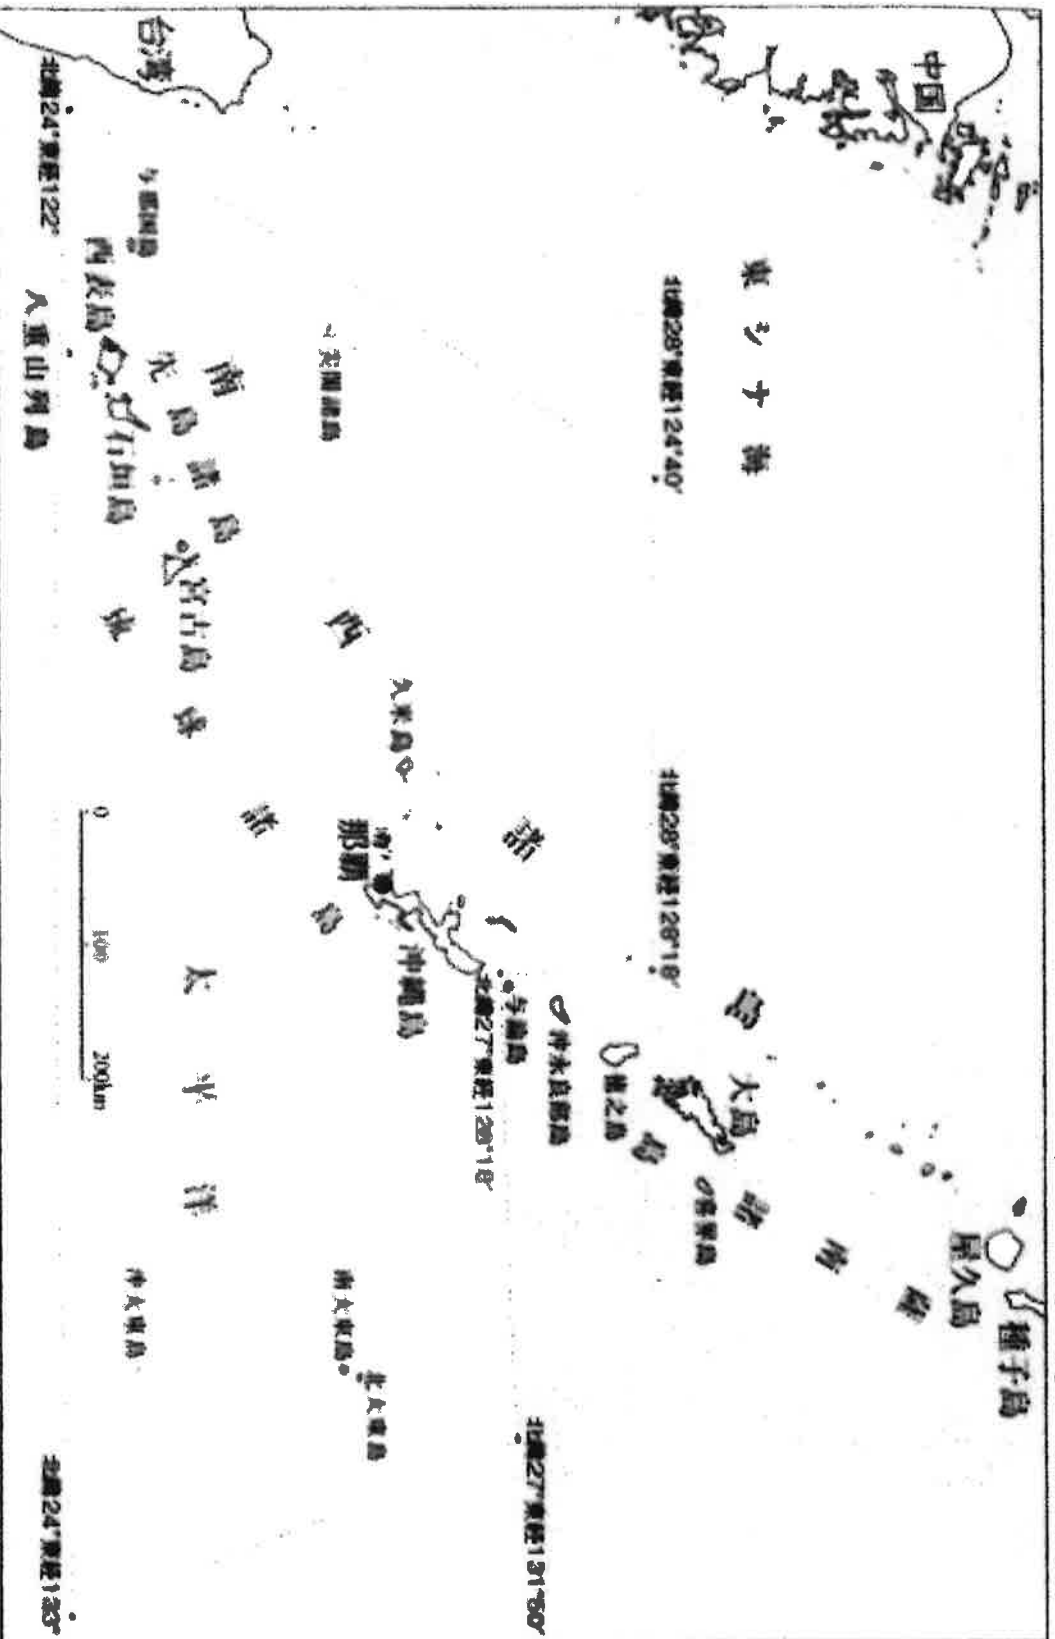 中国
台湾
東シナ海
北緯28°東経124°40′
北緯28°東経128°18′
南西諸島
先島諸島
与那国島
西表島
石垣島
八重山列島
宮古島
久米島
那覇
沖縄島
与論島
沖永良部島
徳之島
大島
喜界島
屋久島
種子島
琉球諸島
太平洋
北緯27°東経128°18′
北緯27°東経131°50′
南大東島
北大東島
沖大東島
北緯24°東経122°
北緯24°東経133°
0
100
200km